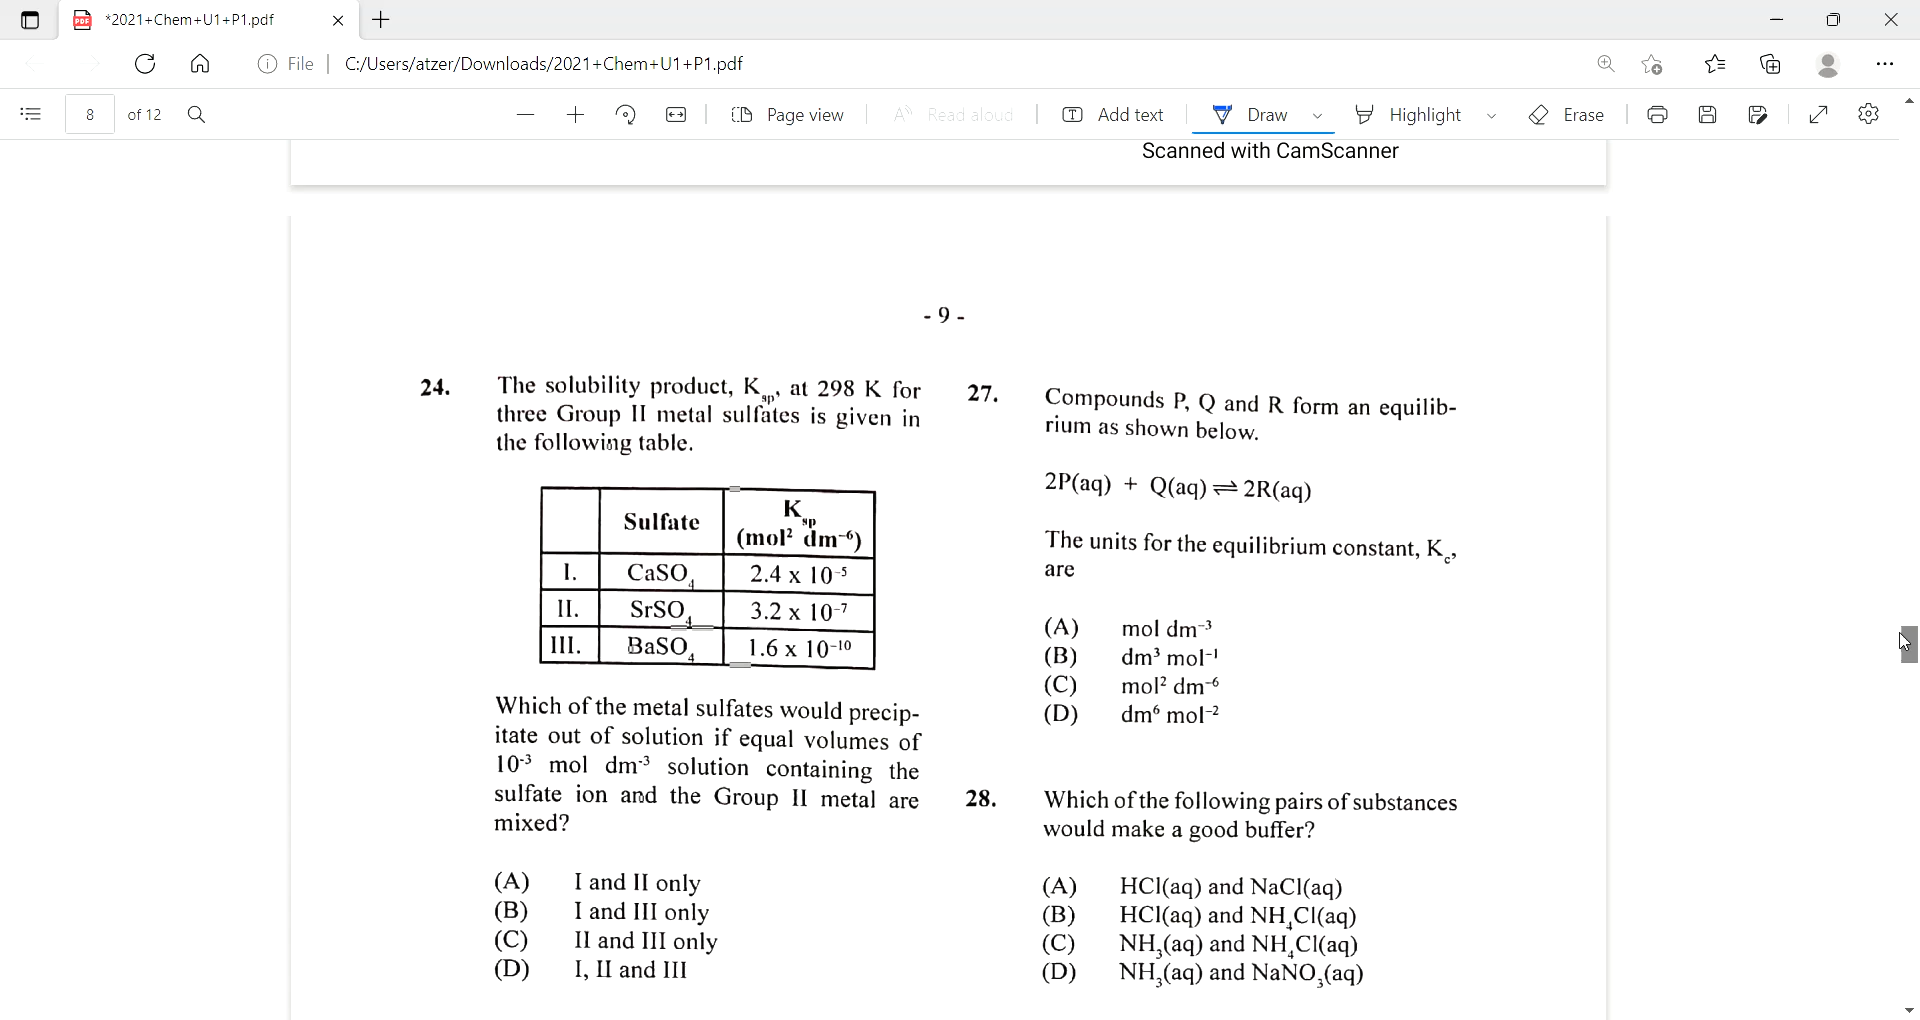 *2021+Chem+U1+P1.pdf
File
C:/Users/atzer/Downloads/2021+Chem+U1+P1.pdf
8 of 12
Page view
Read aloud
Add text
Draw
Highlight
Erase
Scanned with CamScanner
- 9 -
24. The solubility product, Ksp, at 298 K for
three Group II metal sulfates is given in
the following table.
Sulfate Ksp
(mol² dm⁻⁶)
I. CaSO₄ 2.4 x 10⁻⁵
II. SrSO₄ 3.2 x 10⁻⁷
III. BaSO₄ 1.6 x 10⁻¹⁰
Which of the metal sulfates would precip-
itate out of solution if equal volumes of
10⁻³ mol dm⁻³ solution containing the
sulfate ion and the Group II metal are
mixed?
(A) I and II only
(B) I and III only
(C) II and III only
(D) I, II and III
27. Compounds P, Q and R form an equilib-
rium as shown below.
2P(aq) + Q(aq) ⇌ 2R(aq)
The units for the equilibrium constant, Kc,
are
(A) mol dm⁻³
(B) dm³ mol⁻¹
(C) mol² dm⁻⁶
(D) dm⁶ mol⁻²
28. Which of the following pairs of substances
would make a good buffer?
(A) HCl(aq) and NaCl(aq)
(B) HCl(aq) and NH₄Cl(aq)
(C) NH₃(aq) and NH₄Cl(aq)
(D) NH₃(aq) and NaNO₃(aq)